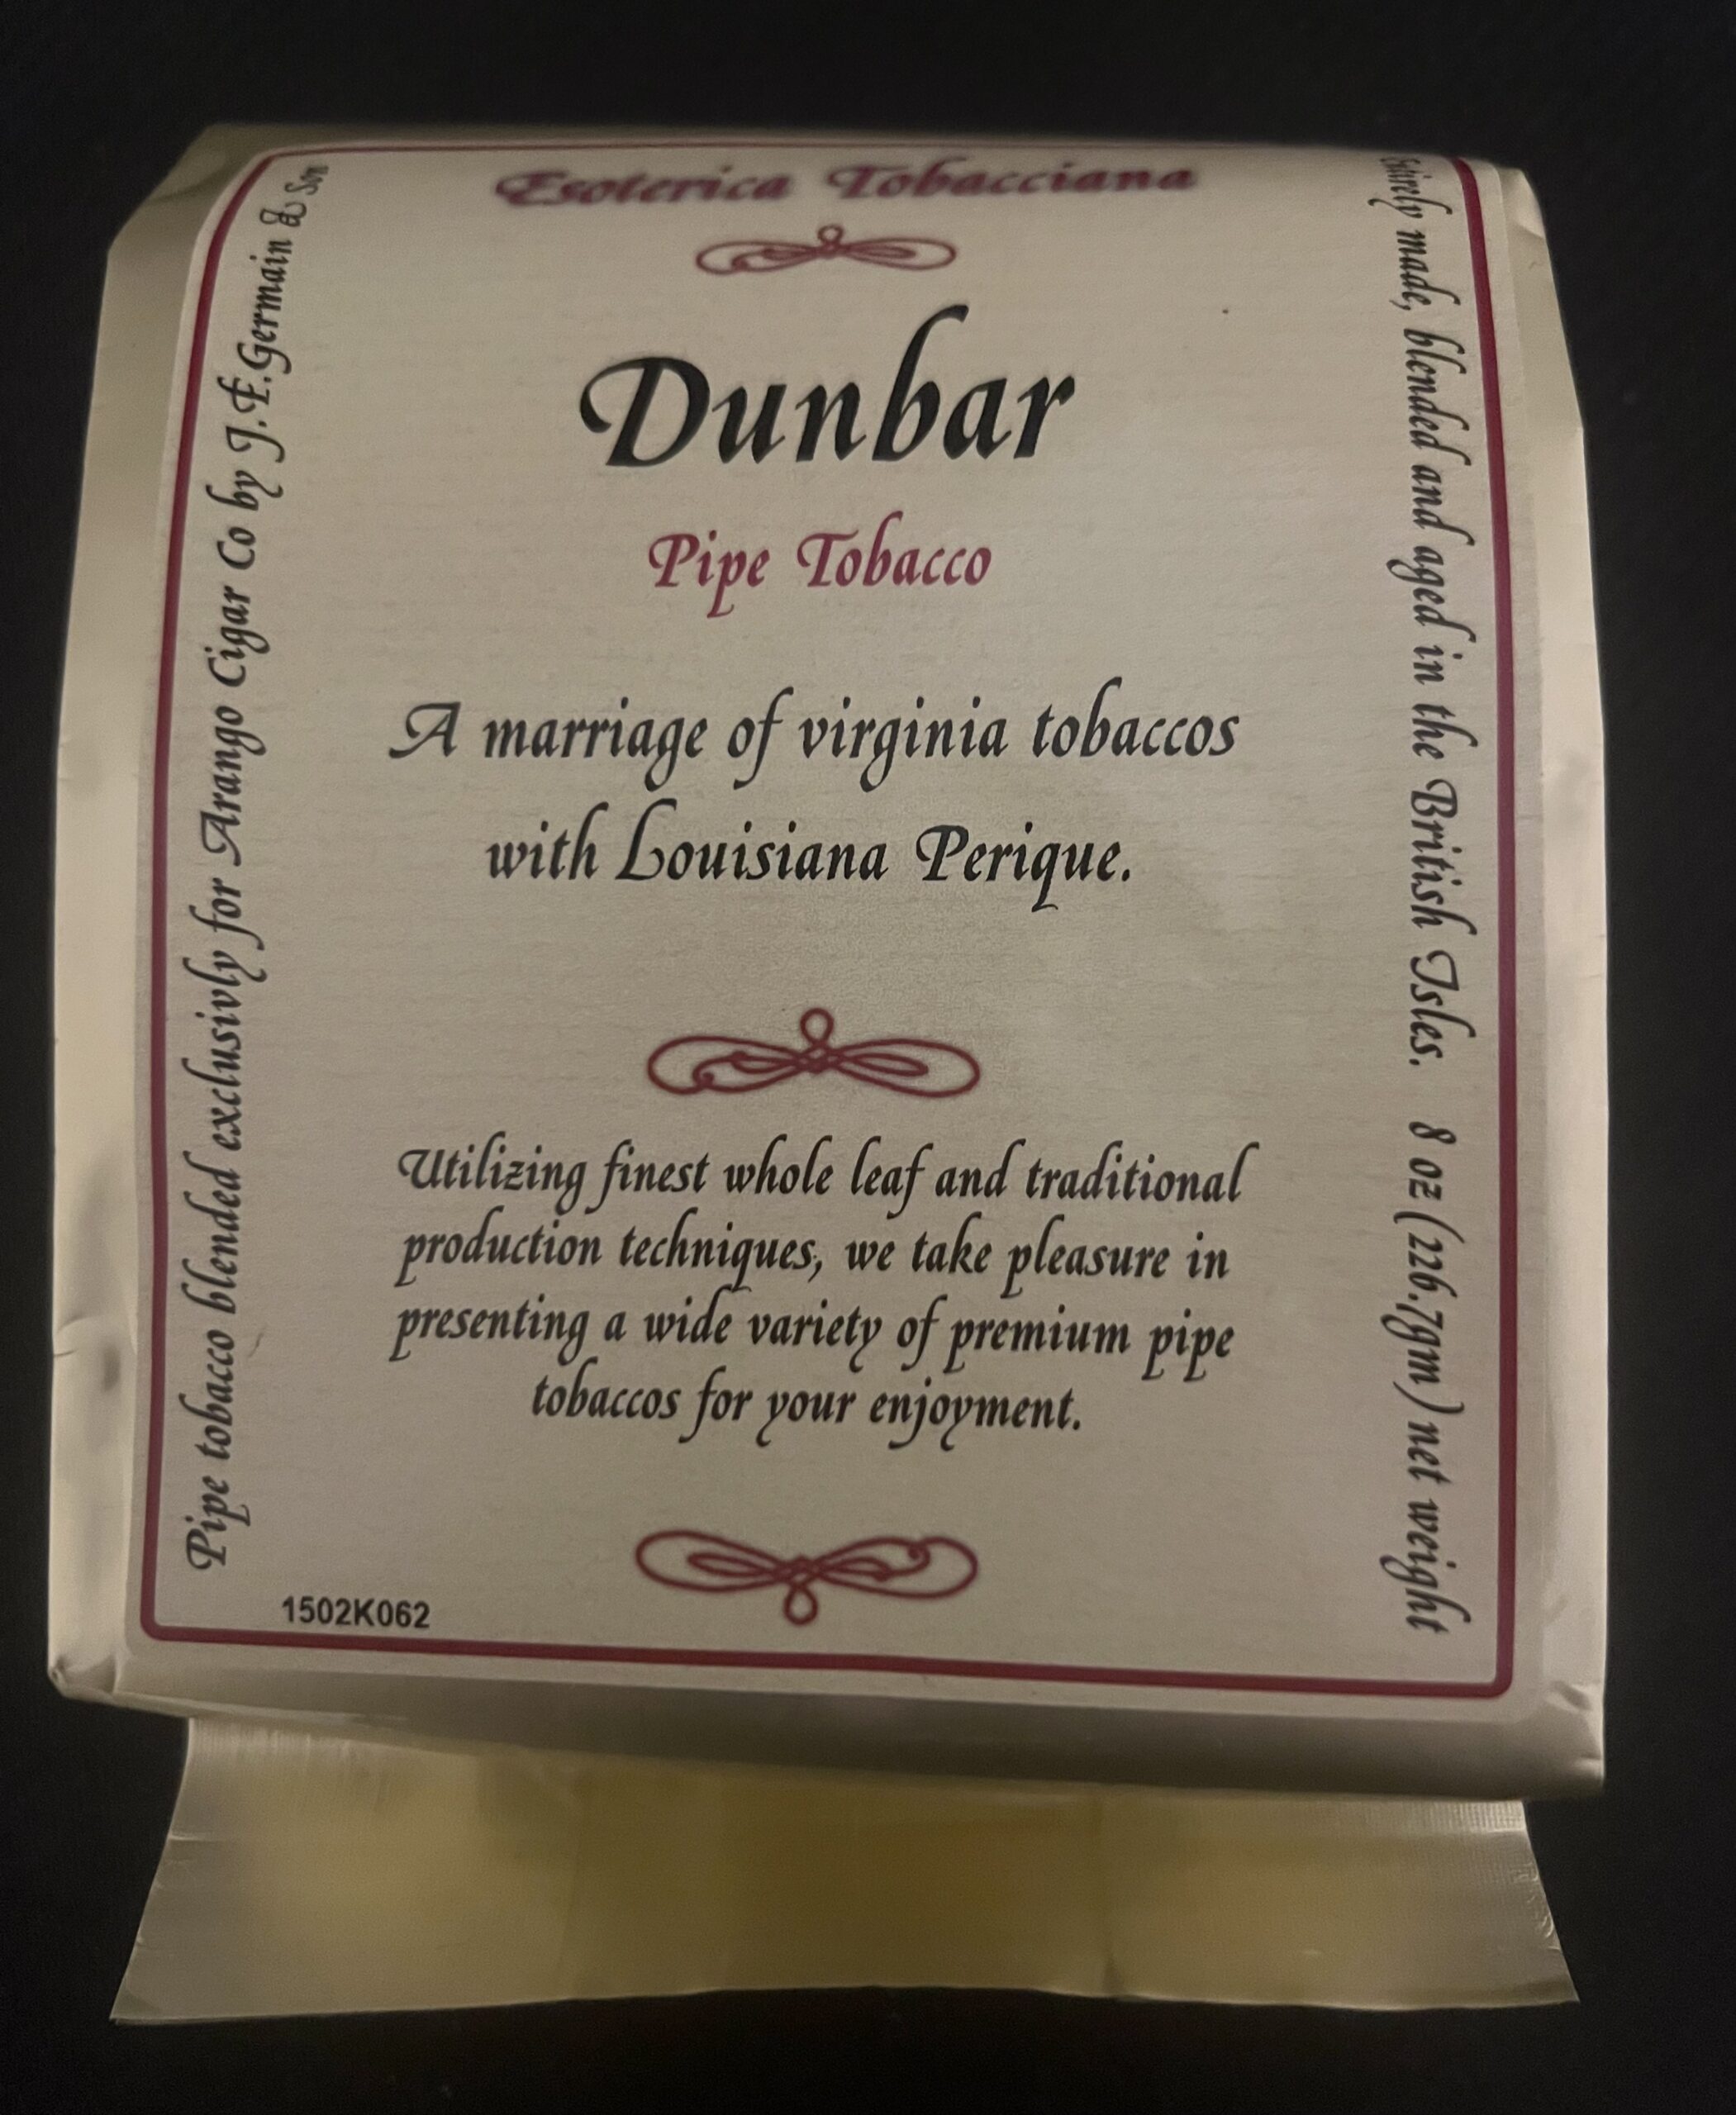 Esoterica Tobacciana
Dunbar
Pipe Tobacco
A marriage of virginia tobaccos
with Louisiana Perique.
Utilizing finest whole leaf and traditional
production techniques, we take pleasure in
presenting a wide variety of premium pipe
tobaccos for your enjoyment.
1502K062
Pipe tobacco blended exclusivly for Arango Cigar Co by J.E.Germain & Son
Entirely made, blended and aged in the British Isles. 8 oz (226.7gm) net weight